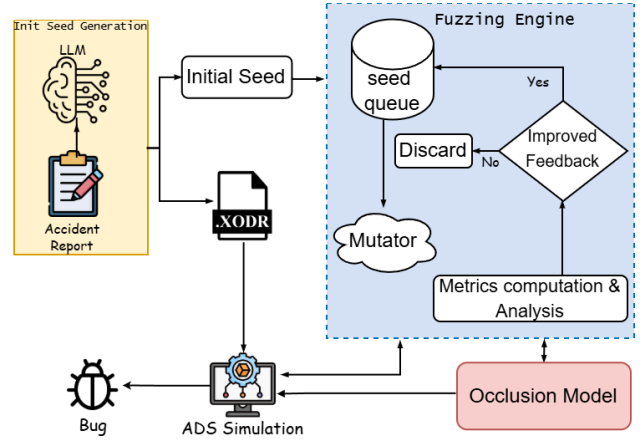 Init Seed Generation
LLM
Accident
Report
Initial Seed
.XODR
Fuzzing Engine
seed
queue
Yes
Improved
Feedback
No
Discard
Mutator
Metrics computation &
Analysis
Bug
ADS Simulation
Occlusion Model